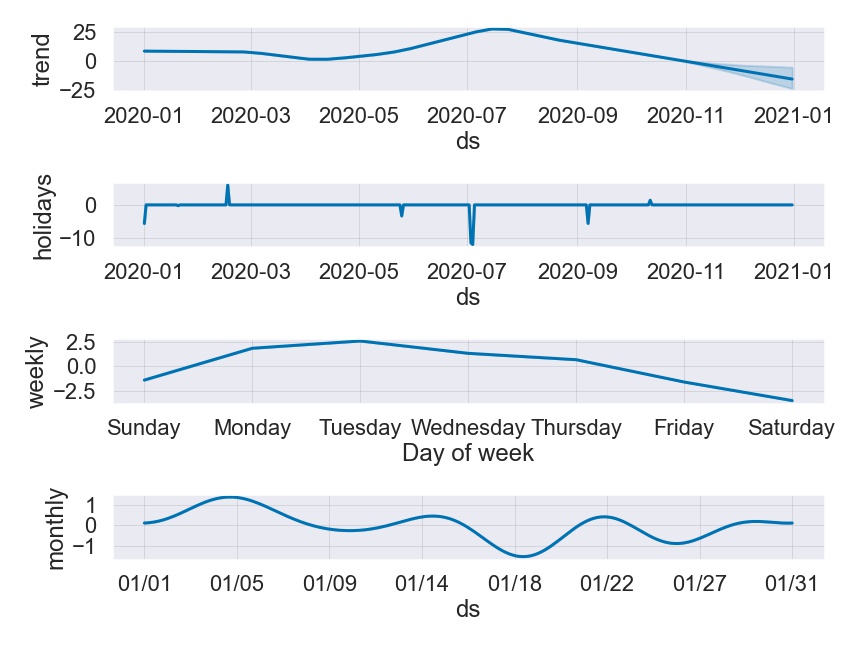 trend
25
0
−25
2020-01 2020-03 2020-05 2020-07 2020-09 2020-11 2021-01
ds
holidays
0
−10
2020-01 2020-03 2020-05 2020-07 2020-09 2020-11 2021-01
ds
weekly
2.5
0.0
−2.5
Sunday Monday Tuesday Wednesday Thursday Friday Saturday
Day of week
monthly
1
0
−1
01/01 01/05 01/09 01/14 01/18 01/22 01/27 01/31
ds